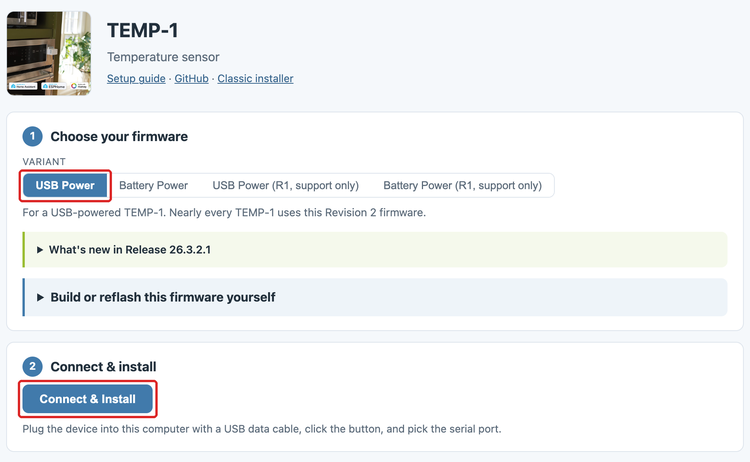 TEMP-1
Temperature sensor
Setup guide · GitHub · Classic installer
1 Choose your firmware
VARIANT
USB Power Battery Power USB Power (R1, support only) Battery Power (R1, support only)
For a USB-powered TEMP-1. Nearly every TEMP-1 uses this Revision 2 firmware.
▶ What's new in Release 26.3.2.1
▶ Build or reflash this firmware yourself
2 Connect & install
Connect & Install
Plug the device into this computer with a USB data cable, click the button, and pick the serial port.